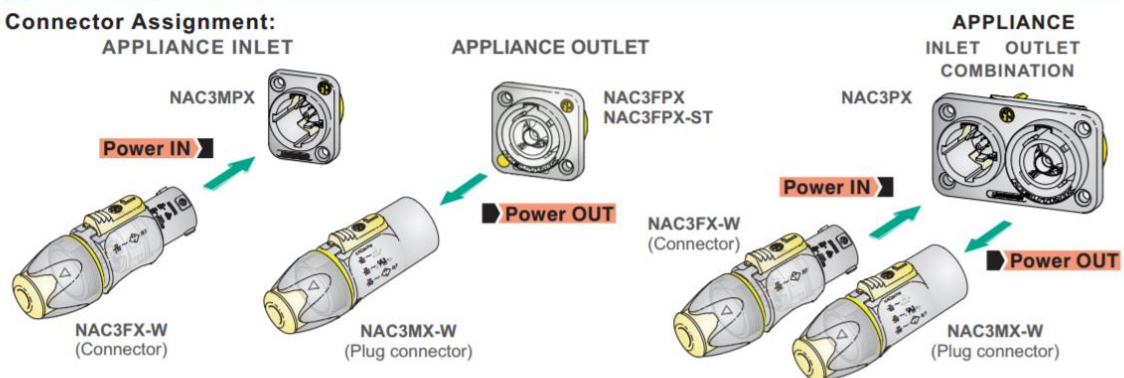 Connector Assignment:
APPLIANCE INLET
NAC3MPX
Power IN
NAC3FX-W
(Connector)
APPLIANCE OUTLET
NAC3FPX
NAC3FPX-ST
Power OUT
NAC3MX-W
(Plug connector)
APPLIANCE
INLET OUTLET
COMBINATION
NAC3PX
Power IN
NAC3FX-W
(Connector)
Power OUT
NAC3MX-W
(Plug connector)